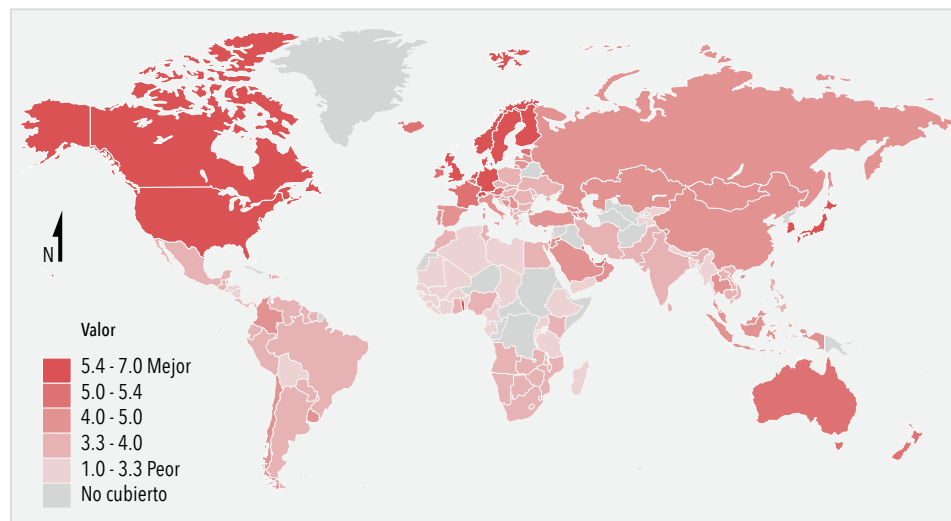 N
Valor
5.4 - 7.0 Mejor
5.0 - 5.4
4.0 - 5.0
3.3 - 4.0
1.0 - 3.3 Peor
No cubierto